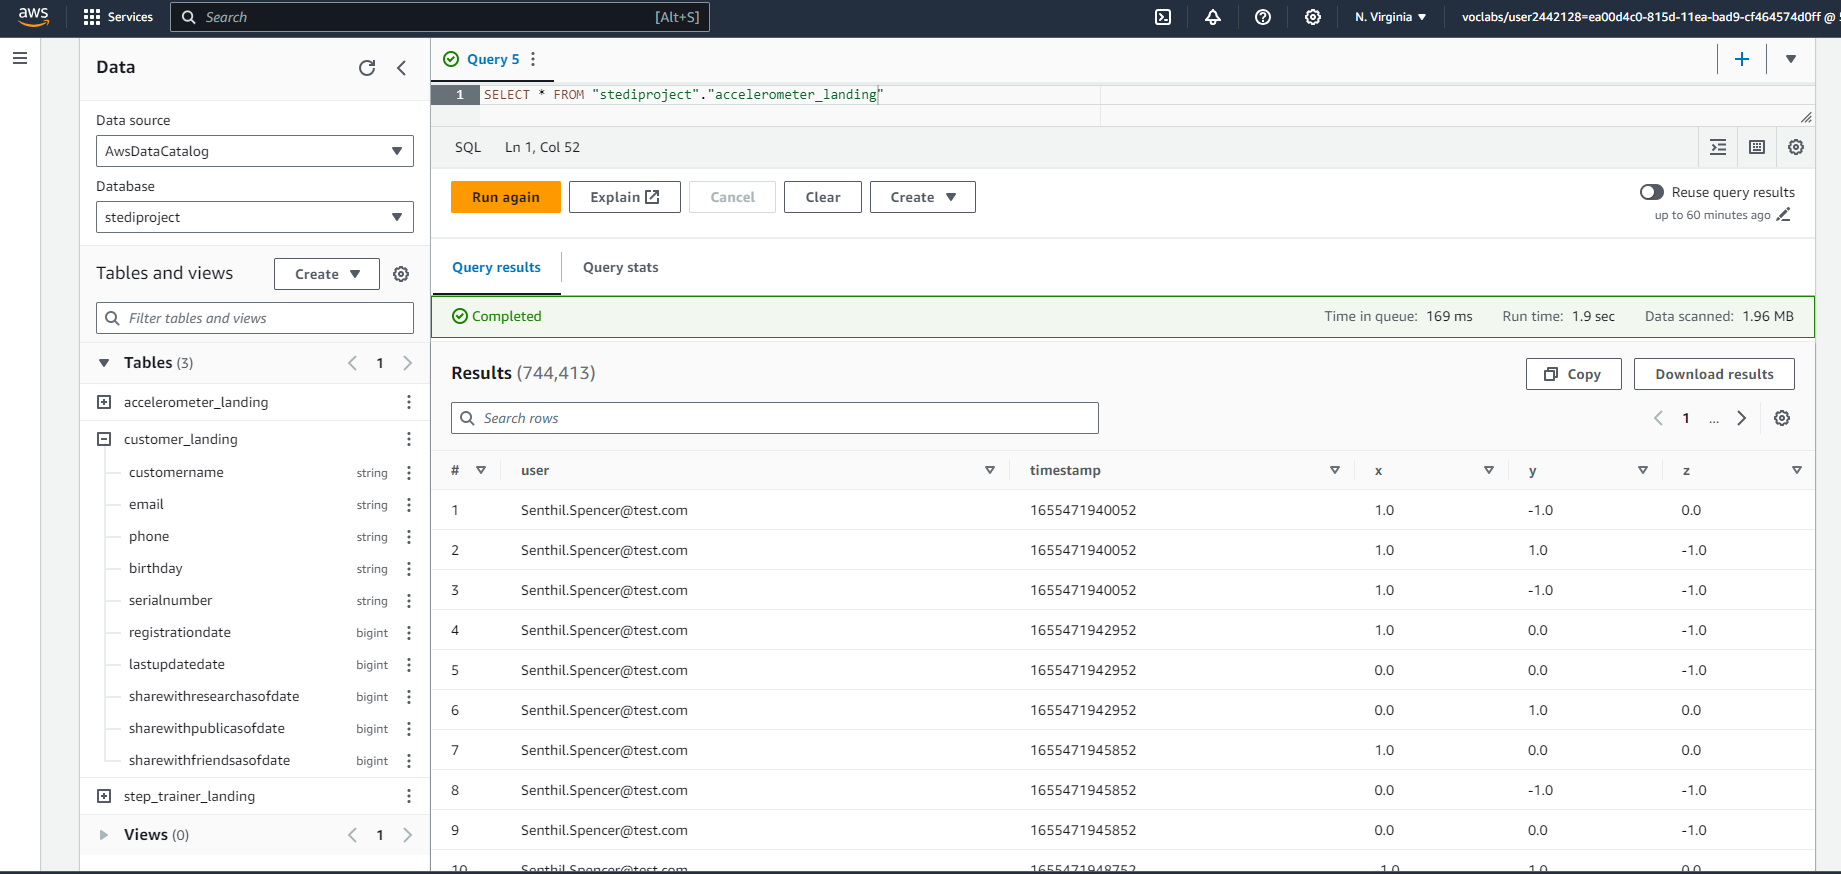 aws Services Search [Alt+S] N. Virginia voclabs/user2442128=ea00d4c0-815d-11ea-bad9-cf464574d0ff @
Data
Data source
AwsDataCatalog
Database
stediproject
Tables and views Create
Filter tables and views
Tables (3) 1
accelerometer_landing
customer_landing
customername string
email string
phone string
birthday string
serialnumber string
registrationdate bigint
lastupdatedate bigint
sharewithresearchasofdate bigint
sharewithpublicasofdate bigint
sharewithfriendsasofdate bigint
step_trainer_landing
Views (0) 1
Query 5
1 SELECT * FROM "stediproject"."accelerometer_landing"
SQL Ln 1, Col 52
Run again Explain Cancel Clear Create
Reuse query results
up to 60 minutes ago
Query results Query stats
Completed Time in queue: 169 ms Run time: 1.9 sec Data scanned: 1.96 MB
Results (744,413) Copy Download results
Search rows 1 ...
# user timestamp x y z
1 Senthil.Spencer@test.com 1655471940052 1.0 -1.0 0.0
2 Senthil.Spencer@test.com 1655471940052 1.0 1.0 -1.0
3 Senthil.Spencer@test.com 1655471940052 1.0 -1.0 -1.0
4 Senthil.Spencer@test.com 1655471942952 1.0 0.0 -1.0
5 Senthil.Spencer@test.com 1655471942952 0.0 0.0 -1.0
6 Senthil.Spencer@test.com 1655471942952 0.0 1.0 0.0
7 Senthil.Spencer@test.com 1655471945852 1.0 0.0 0.0
8 Senthil.Spencer@test.com 1655471945852 0.0 -1.0 -1.0
9 Senthil.Spencer@test.com 1655471945852 0.0 0.0 -1.0
10 Senthil.Spencer@test.com 1655471948752 -1.0 1.0 0.0